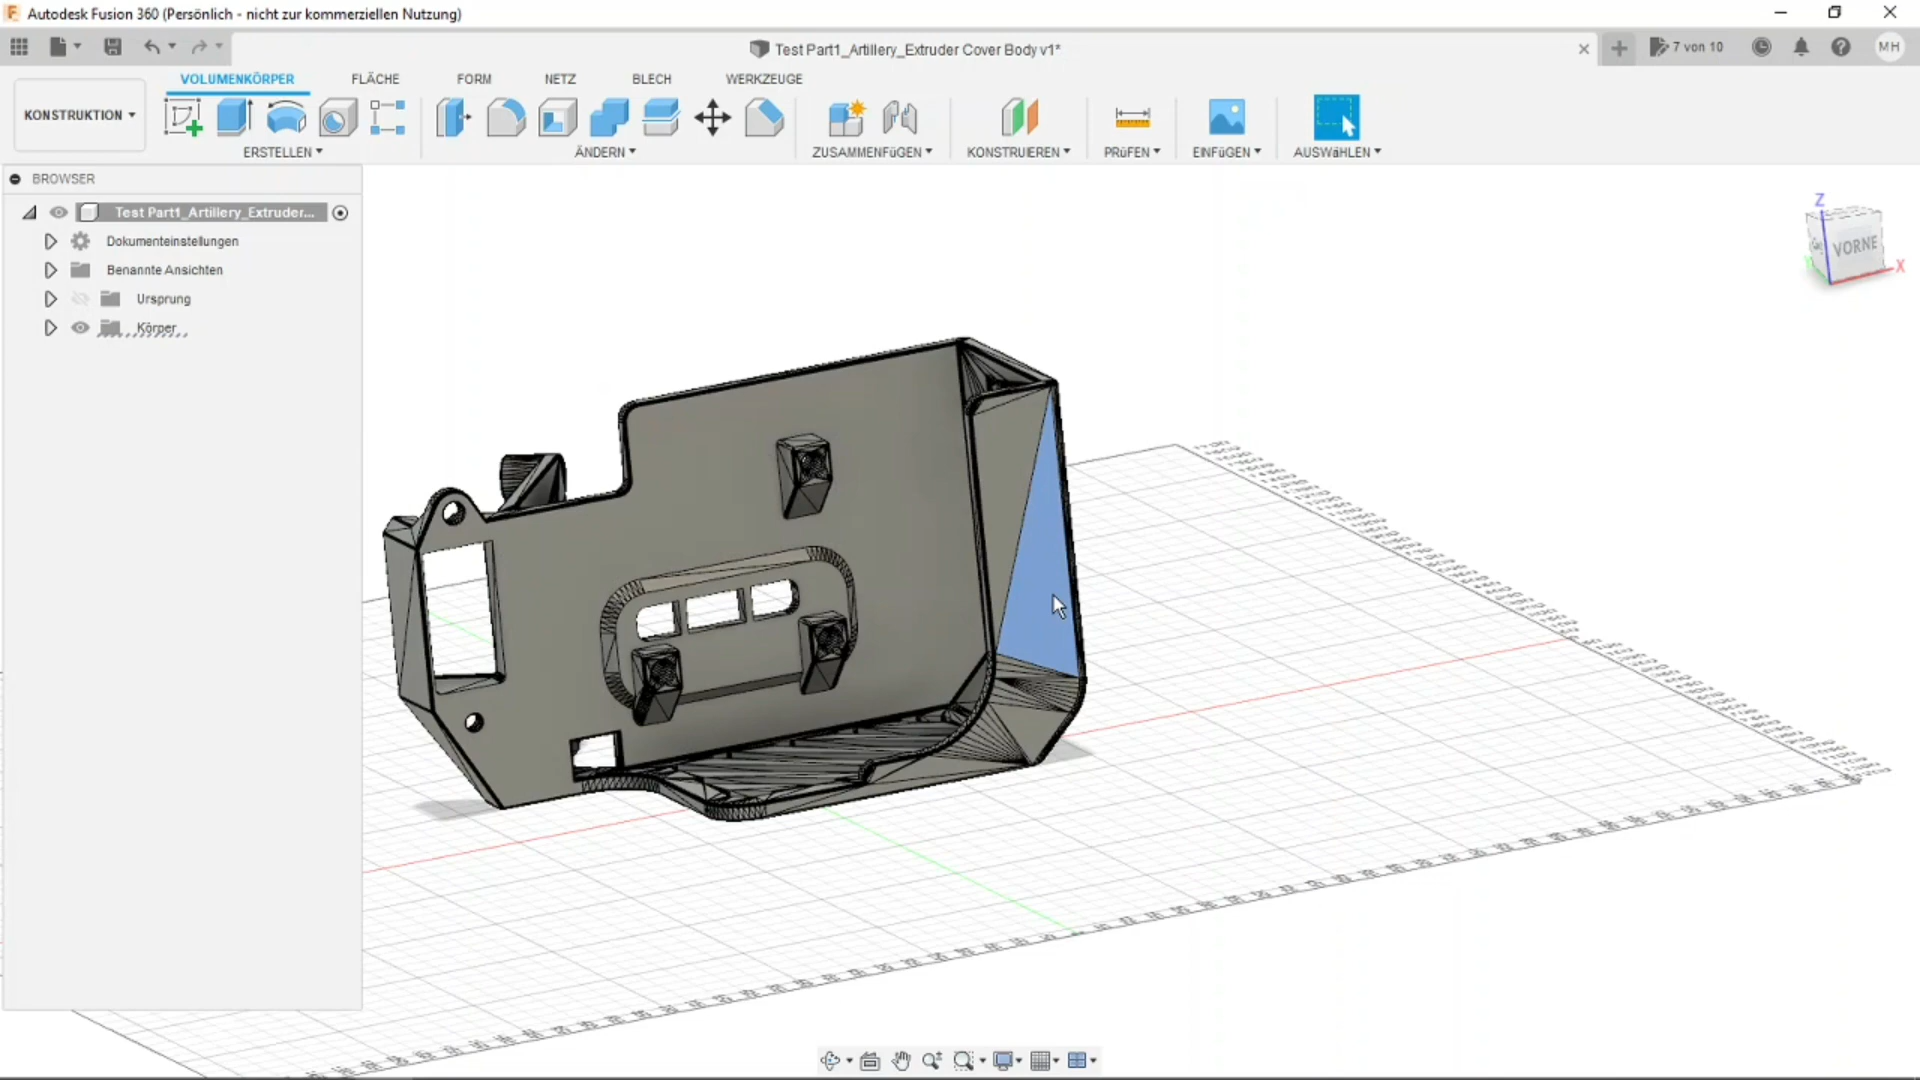 Autodesk Fusion 360 (Persönlich - nicht zur kommerziellen Nutzung)
Test Part1_Artillery_Extruder Cover Body v1*
7 von 10
MH
KONSTRUKTION
VOLUMENKÖRPER
FLÄCHE
FORM
NETZ
BLECH
WERKZEUGE
ERSTELLEN
ÄNDERN
ZUSAMMENFÜGEN
KONSTRUIEREN
PRÜFEN
EINFÜGEN
AUSWÄHLEN
BROWSER
Test Part1_Artillery_Extruder...
Dokumenteinstellungen
Benannte Ansichten
Ursprung
Körper
Z
VORNE
X